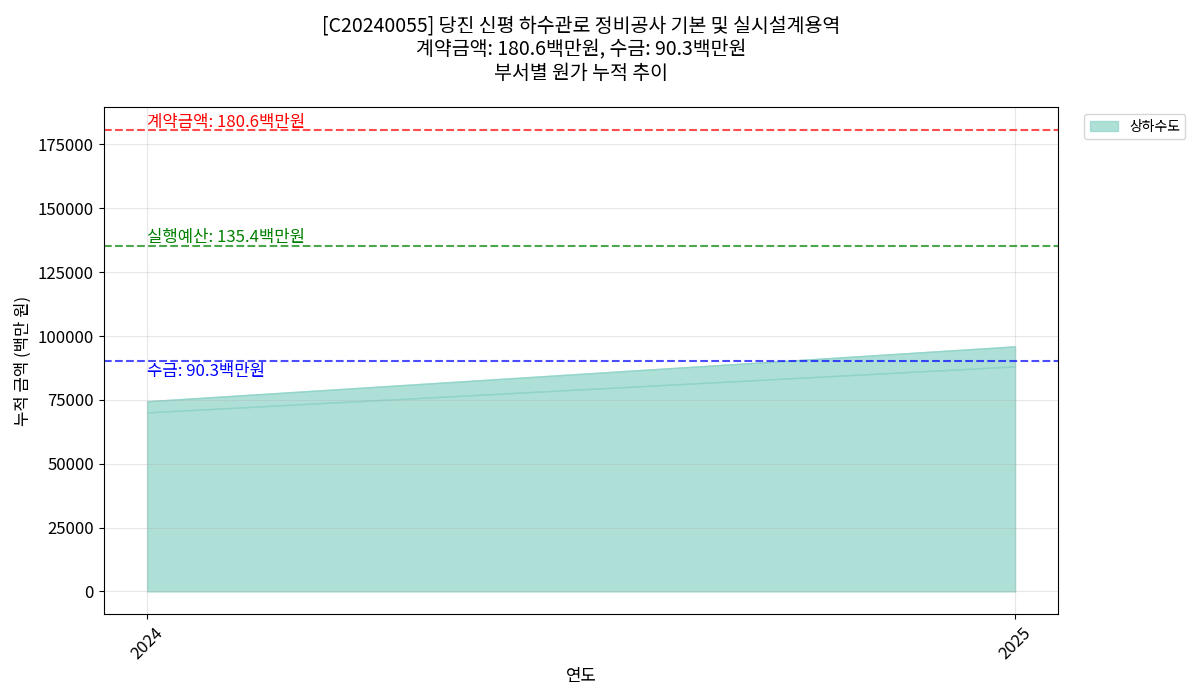 [C20240055] 당진 신평 하수관로 정비공사 기본 및 실시설계용역
계약금액: 180.6백만원, 수금: 90.3백만원
부서별 원가 누적 추이
계약금액: 180.6백만원
상하수도
175000
150000
실행예산: 135.4백만원
125000
100000
수금: 90.3백만원
75000
50000
25000
0
누적 금액 (백만 원)
2024
2025
연도